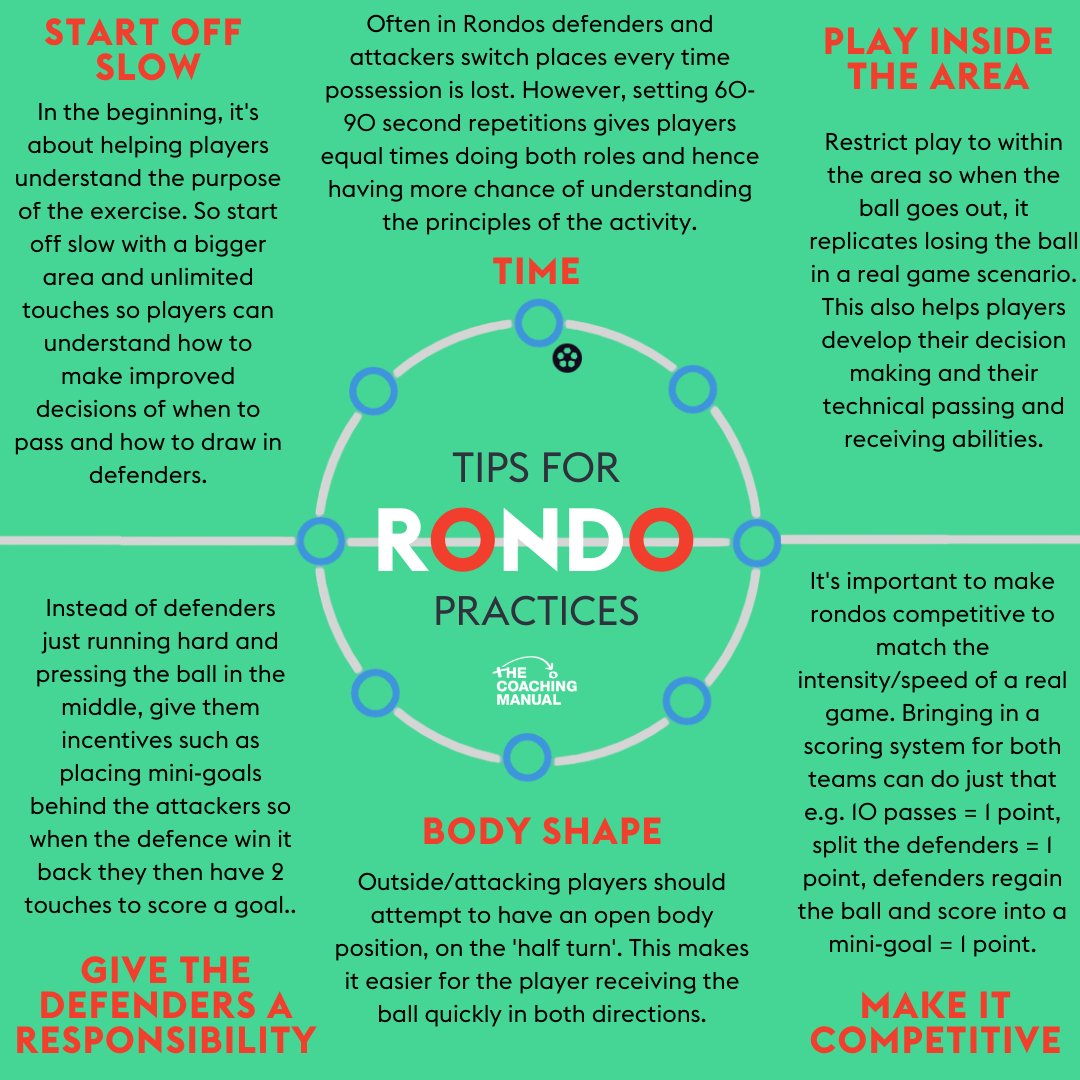 START OFF
SLOW
In the beginning, it's
about helping players
understand the purpose
of the exercise. So start
off slow with a bigger
area and unlimited
touches so players can
understand how to
make improved
decisions of when to
pass and how to draw in
defenders.
Often in Rondos defenders and
attackers switch places every time
possession is lost. However, setting 60-
90 second repetitions gives players
equal times doing both roles and hence
having more chance of understanding
the principles of the activity.
TIME
PLAY INSIDE
THE AREA
Restrict play to within
the area so when the
ball goes out, it
replicates losing the ball
in a real game scenario.
This also helps players
develop their decision
making and their
technical passing and
receiving abilities.
TIPS FOR
RONDO
PRACTICES
THE
COACHING
MANUAL
Instead of defenders
just running hard and
pressing the ball in the
middle, give them
incentives such as
placing mini-goals
behind the attackers so
when the defence win it
back they then have 2
touches to score a goal..
GIVE THE
DEFENDERS A
RESPONSIBILITY
BODY SHAPE
Outside/attacking players should
attempt to have an open body
position, on the 'half turn'. This makes
it easier for the player receiving the
ball quickly in both directions.
It's important to make
rondos competitive to
match the
intensity/speed of a real
game. Bringing in a
scoring system for both
teams can do just that
e.g. 10 passes = 1 point,
split the defenders = 1
point, defenders regain
the ball and score into a
mini-goal = 1 point.
MAKE IT
COMPETITIVE